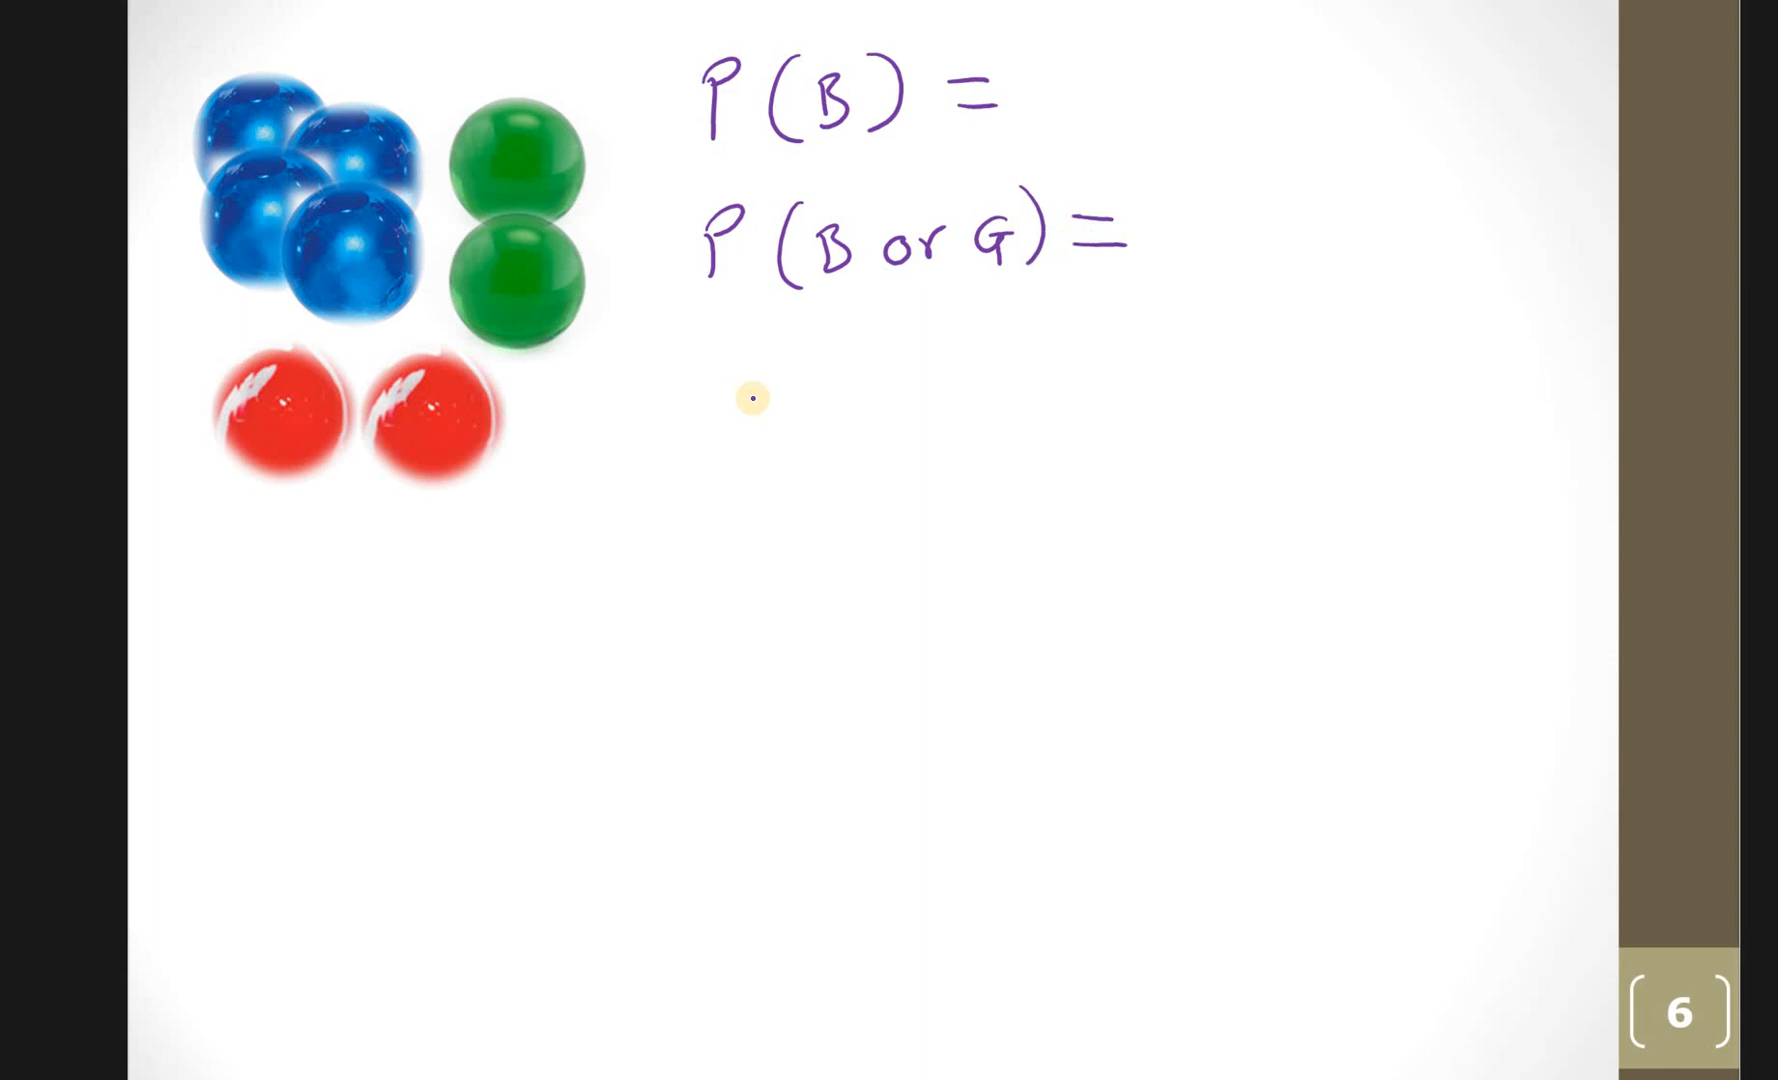 P (B) =
P (B or G) =
[ 6 ]